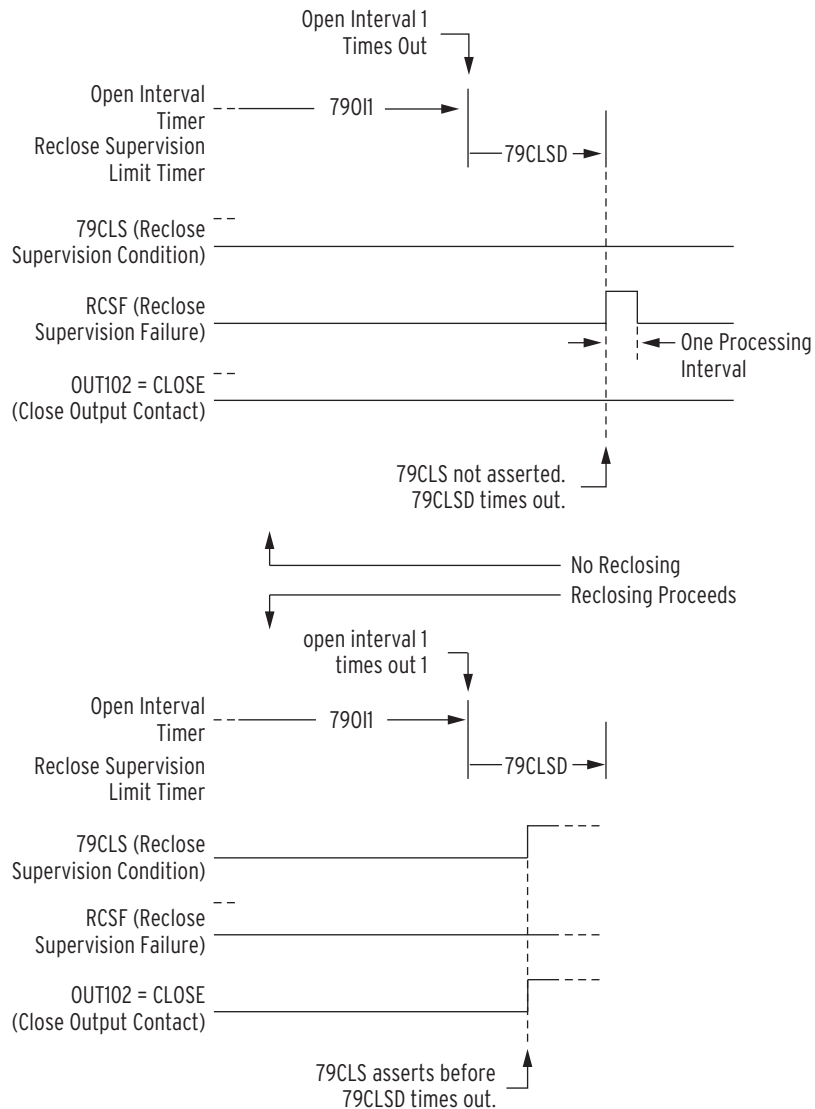 Open Interval 1
Times Out
Open Interval
Timer
79OI1
Reclose Supervision
Limit Timer
79CLSD
79CLS (Reclose
Supervision Condition)
RCSF (Reclose
Supervision Failure)
One Processing
Interval
OUT102 = CLOSE
(Close Output Contact)
79CLS not asserted.
79CLSD times out.
No Reclosing
Reclosing Proceeds
open interval 1
times out 1
Open Interval
Timer
79OI1
Reclose Supervision
Limit Timer
79CLSD
79CLS (Reclose
Supervision Condition)
RCSF (Reclose
Supervision Failure)
OUT102 = CLOSE
(Close Output Contact)
79CLS asserts before
79CLSD times out.